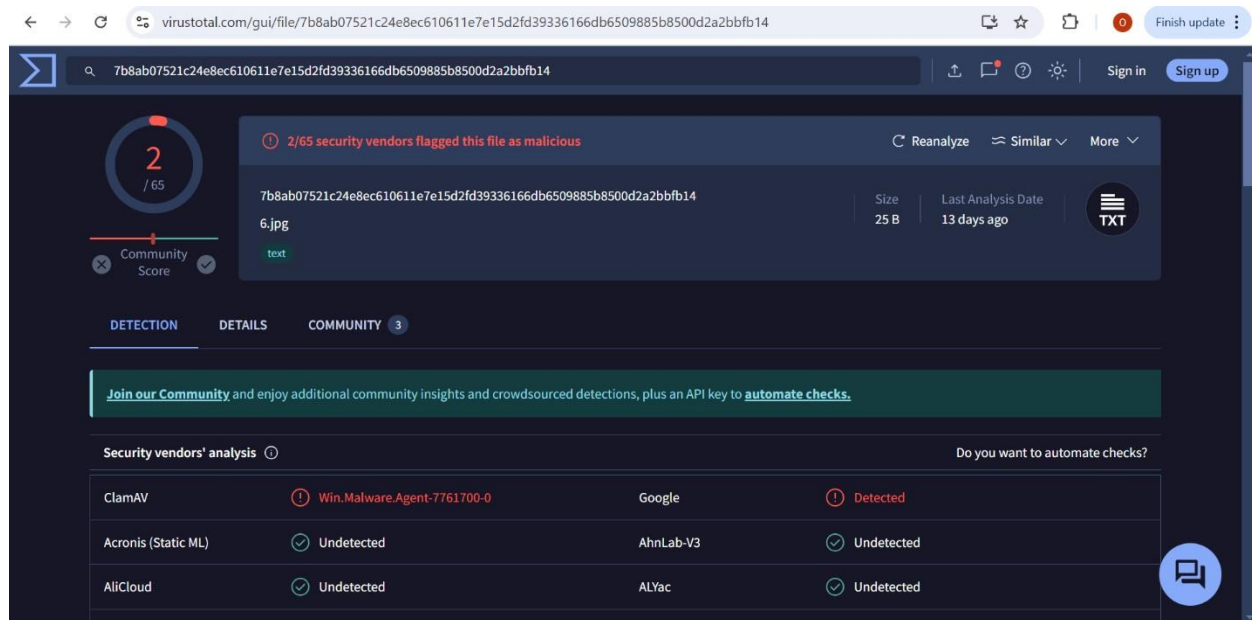 virustotal.com/gui/file/7b8ab07521c24e8ec610611e7e15d2fd39336166db6509885b8500d2a2bbfb14
O
Finish update
7b8ab07521c24e8ec610611e7e15d2fd39336166db6509885b8500d2a2bbfb14
Sign in
Sign up
2
/ 65
Community
Score
2/65 security vendors flagged this file as malicious
Reanalyze
Similar
More
7b8ab07521c24e8ec610611e7e15d2fd39336166db6509885b8500d2a2bbfb14
6.jpg
text
Size
25 B
Last Analysis Date
13 days ago
TXT
DETECTION DETAILS COMMUNITY 3
Join our Community and enjoy additional community insights and crowdsourced detections, plus an API key to automate checks.
Security vendors' analysis Do you want to automate checks?
ClamAV Win.Malware.Agent-7761700-0 Google Detected
Acronis (Static ML) Undetected AhnLab-V3 Undetected
AliCloud Undetected ALYac Undetected